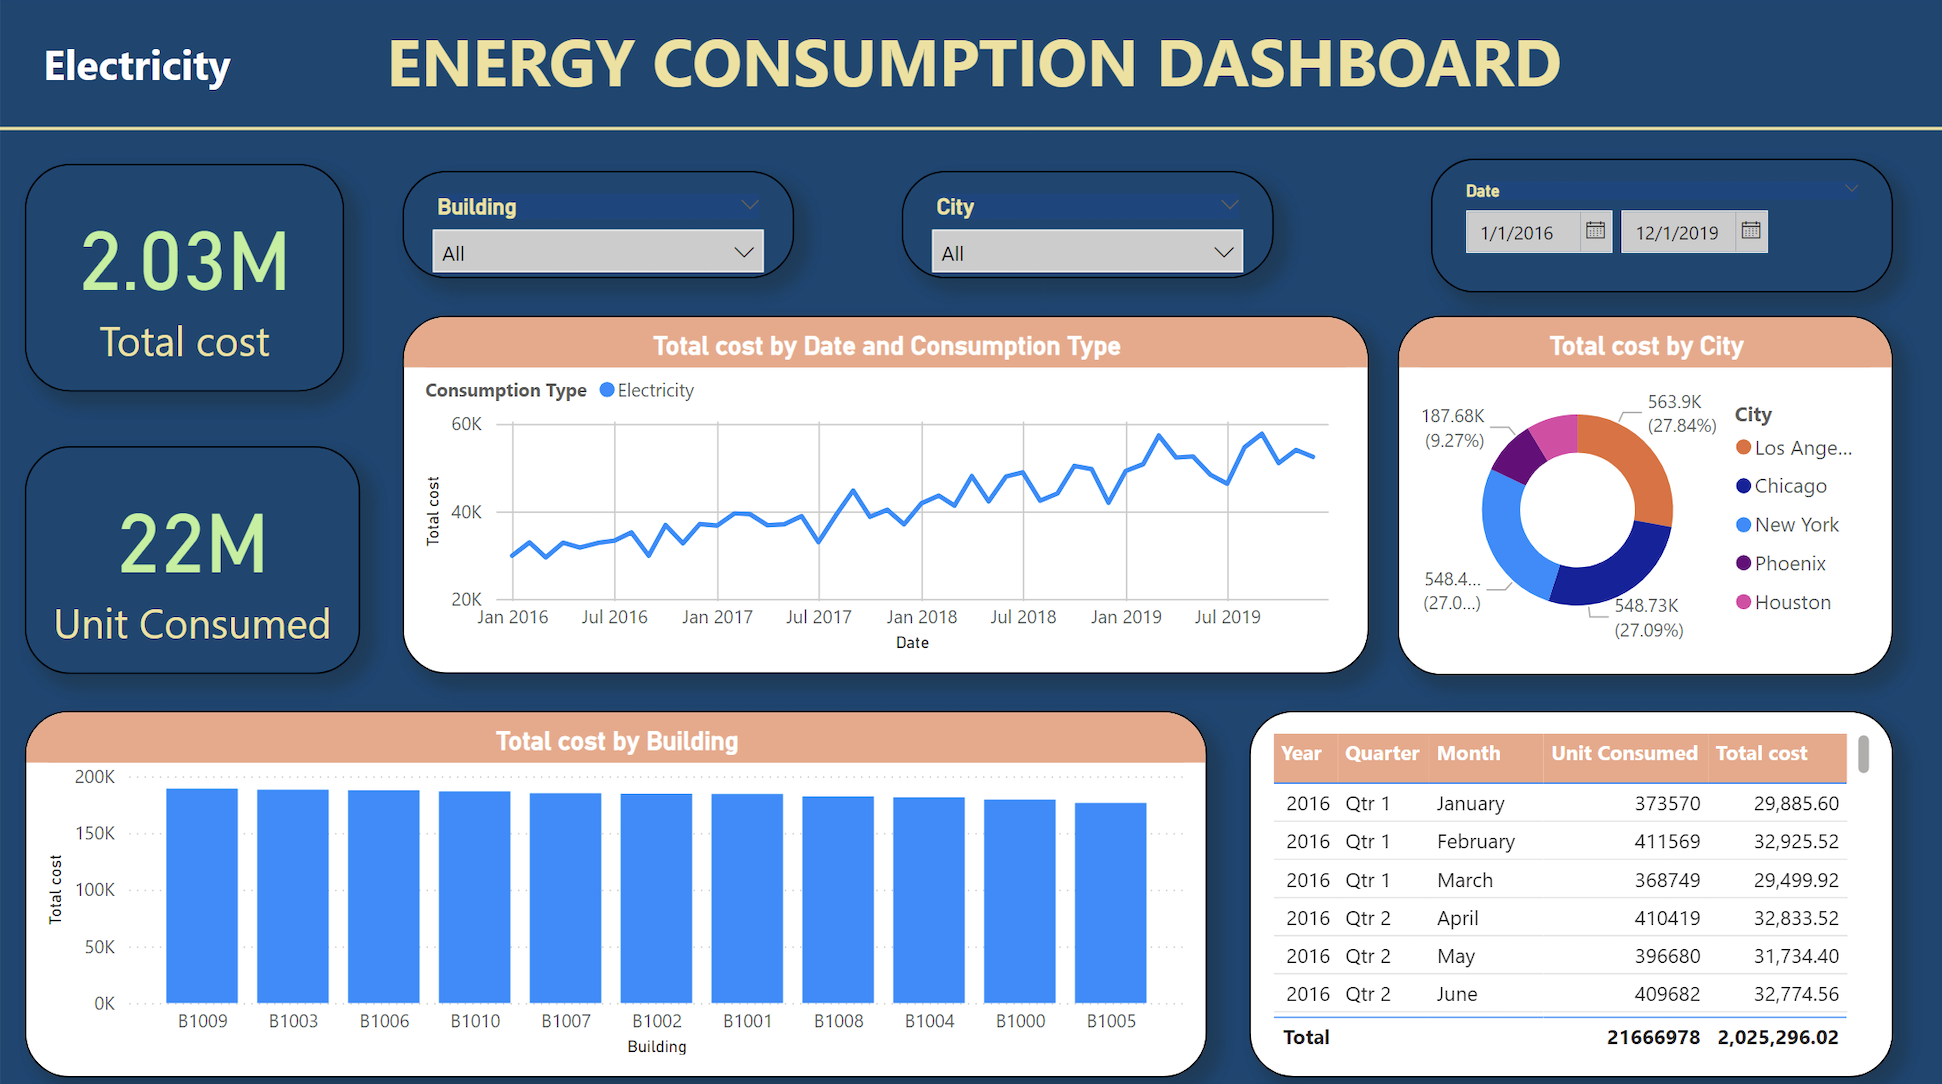 Electricity
ENERGY CONSUMPTION DASHBOARD
2.03M
Total cost
22M
Unit Consumed
Building
All
City
All
Date
1/1/2016 12/1/2019
Total cost by Date and Consumption Type
Consumption Type Electricity
60K
40K
20K
Total cost
Jan 2016 Jul 2016 Jan 2017 Jul 2017 Jan 2018 Jul 2018 Jan 2019 Jul 2019
Date
Total cost by City
563.9K
(27.84%)
187.68K
(9.27%)
548.4...
(27.0...)
548.73K
(27.09%)
City
Los Ange...
Chicago
New York
Phoenix
Houston
Total cost by Building
200K
150K
100K
50K
0K
Total cost
B1009 B1003 B1006 B1010 B1007 B1002 B1001 B1008 B1004 B1000 B1005
Building
Year Quarter Month Unit Consumed Total cost
2016 Qtr 1 January 373570 29,885.60
2016 Qtr 1 February 411569 32,925.52
2016 Qtr 1 March 368749 29,499.92
2016 Qtr 2 April 410419 32,833.52
2016 Qtr 2 May 396680 31,734.40
2016 Qtr 2 June 409682 32,774.56
Total 21666978 2,025,296.02